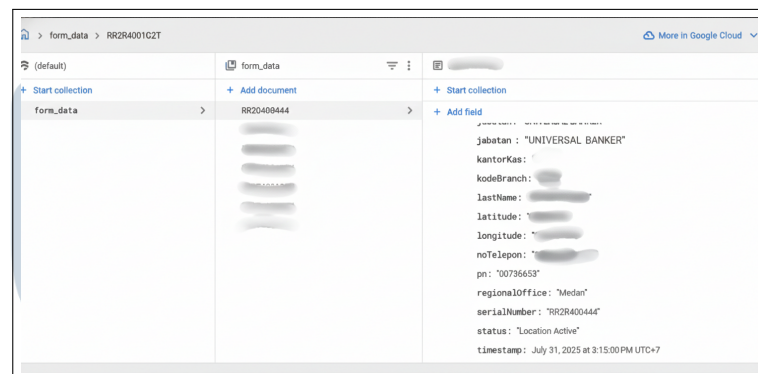 form_data > RR2R4001C2T
More in Google Cloud
(default)
form_data
+ Start collection
+ Add document
+ Start collection
form_data
RR20400444
+ Add field
jabatan : "UNIVERSAL BANKER"
kantorKas:
kodeBranch:
lastName:
latitude: "
longitude: "
noTelepon: "
pn: "00736653"
regionalOffice: "Medan"
serialNumber: "RR2R400444"
status: "Location Active"
timestamp: July 31, 2025 at 3:15:00 PM UTC+7